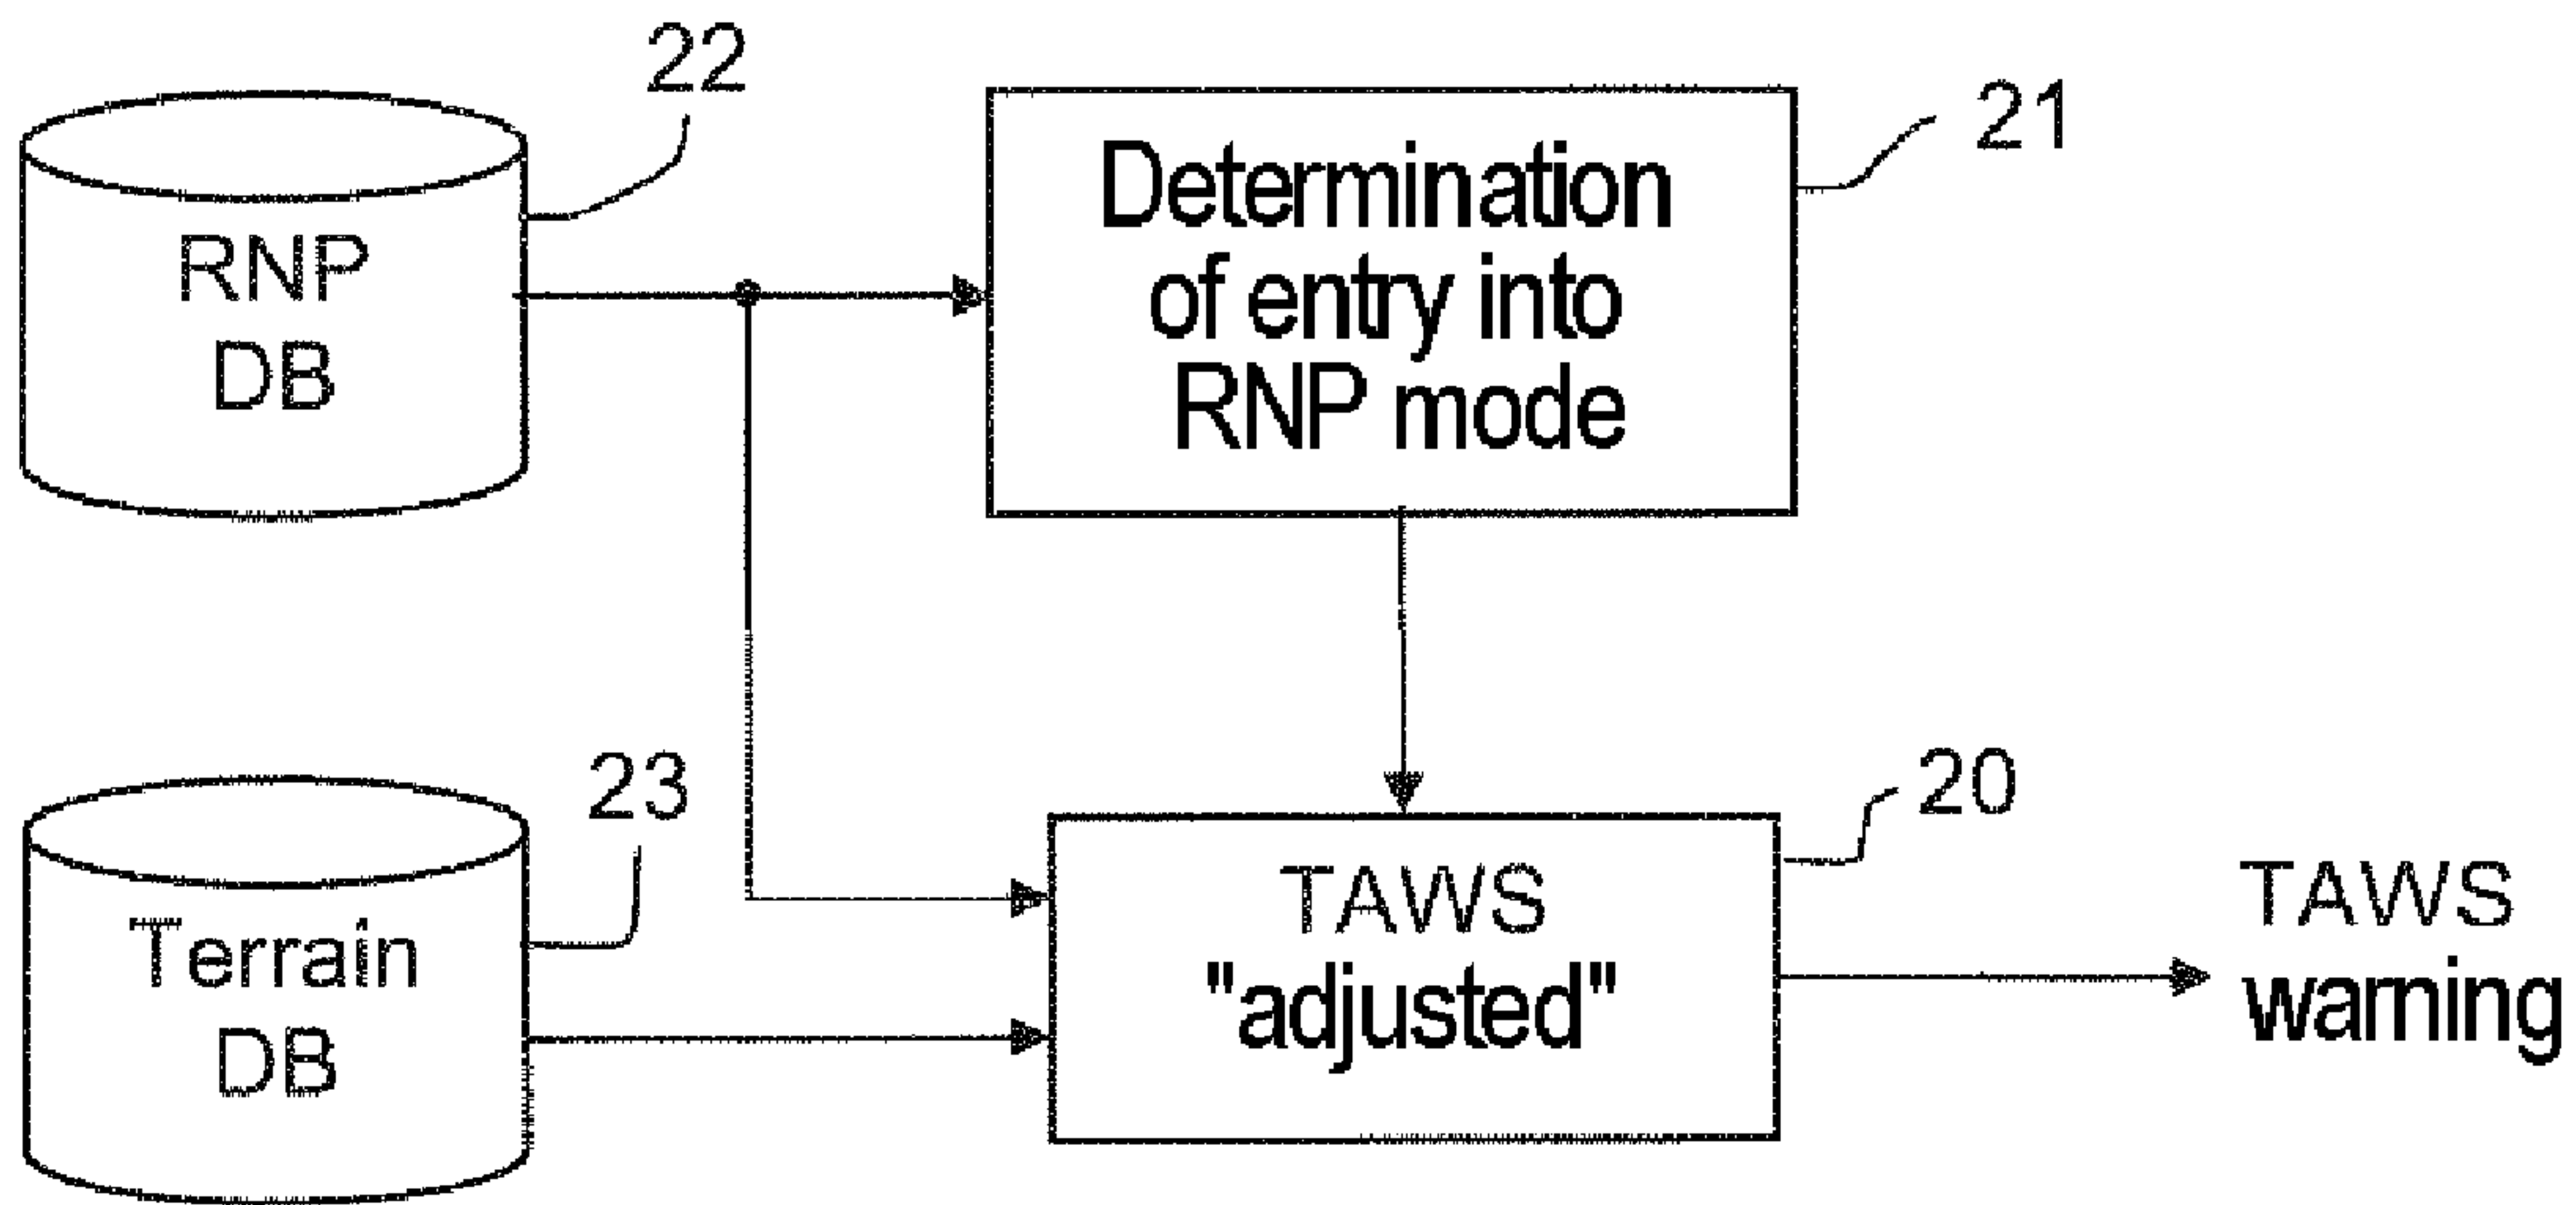 22
RNP
DB
Determination
of entry into
RNP mode
21
23
Terrain
DB
TAWS
"adjusted"
20
TAWS
warning